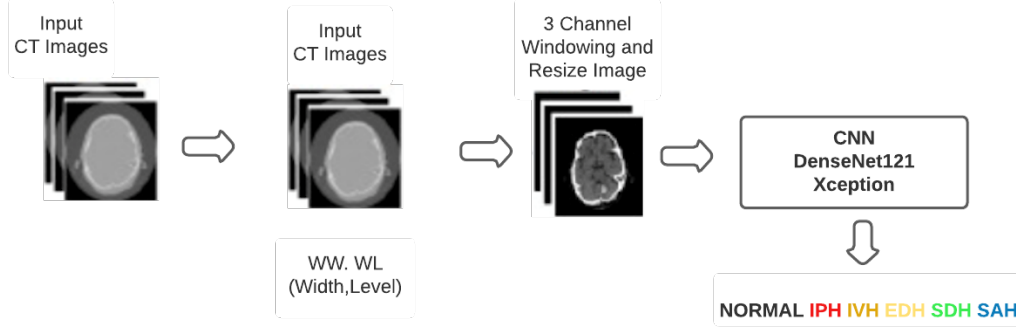 Input
CT Images
Input
CT Images
WW. WL
(Width,Level)
3 Channel
Windowing and
Resize Image
CNN
DenseNet121
Xception
NORMAL IPH IVH EDH SDH SAH